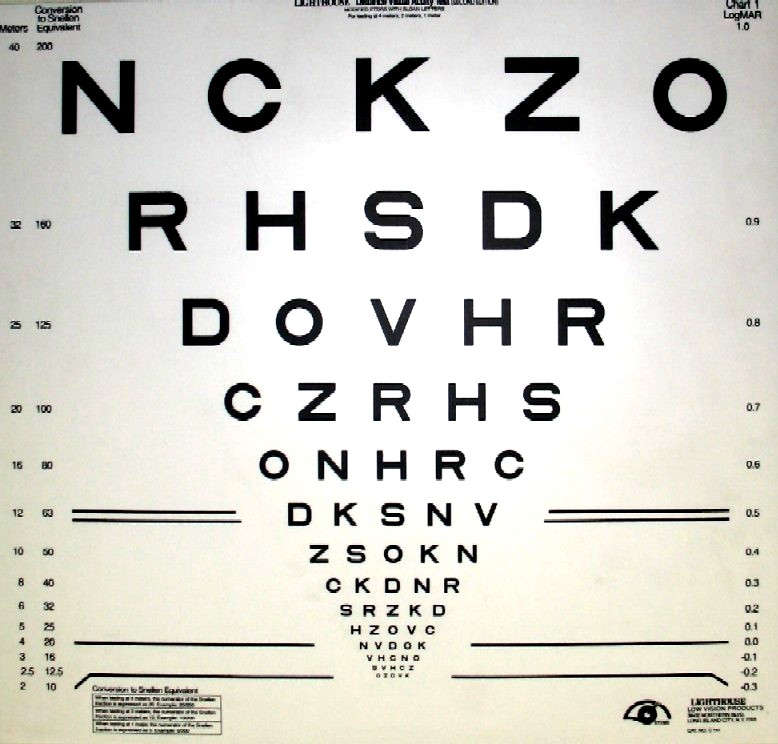 Conversion
to Snellen
Meters Equivalent
LIGHTHOUSE Distance Visual Acuity Test (SECOND EDITION)
MODIFIED ETDRS WITH SLOAN LETTERS
For testing at 4 meters, 2 meters, 1 meter
Chart 1
LogMAR
40 200 1.0
N C K Z O
32 160 R H S D K 0.9
25 125 D O V H R 0.8
20 100 C Z R H S 0.7
16 80 O N H R C 0.6
12 63 D K S N V 0.5
10 50 Z S O K N 0.4
8 40 C K D N R 0.3
6 32 S R Z K D 0.2
5 25 H Z O V C 0.1
4 20 N V D O K 0.0
3 16 V H C N O -0.1
2.5 12.5 S V H C Z -0.2
2 10 O Z D V K -0.3
Conversion to Snellen Equivalent
When testing at 4 meters, the numerator of the Snellen
fraction is expressed as 20. Example:
When testing at 2 meters, the numerator of the Snellen
fraction is expressed as 10. Example:
When testing at 1 meter, the numerator of the Snellen
fraction is expressed as 5. Example:
LIGHTHOUSE
LOW VISION PRODUCTS
36-02 NORTHERN BLVD.
LONG ISLAND CITY, N.Y. 11101
CAT. NO.